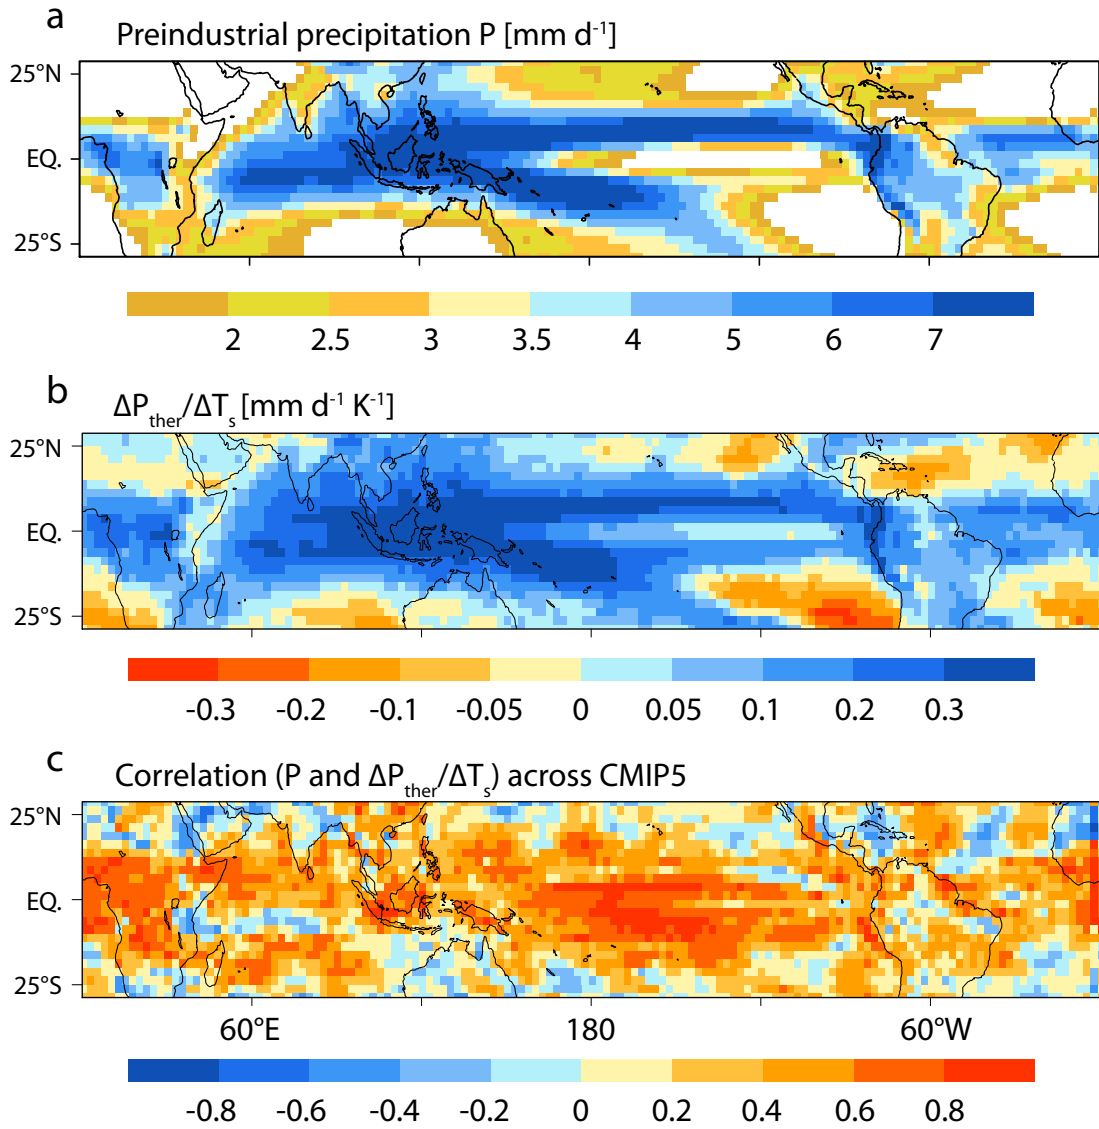 a
Preindustrial precipitation P [mm d⁻¹]
25°N
EQ.
25°S
2 2.5 3 3.5 4 5 6 7
b
ΔPther/ΔTs [mm d⁻¹ K⁻¹]
25°N
EQ.
25°S
-0.3 -0.2 -0.1 -0.05 0 0.05 0.1 0.2 0.3
c
Correlation (P and ΔPther/ΔTs) across CMIP5
25°N
EQ.
25°S
60°E 180 60°W
-0.8 -0.6 -0.4 -0.2 0 0.2 0.4 0.6 0.8